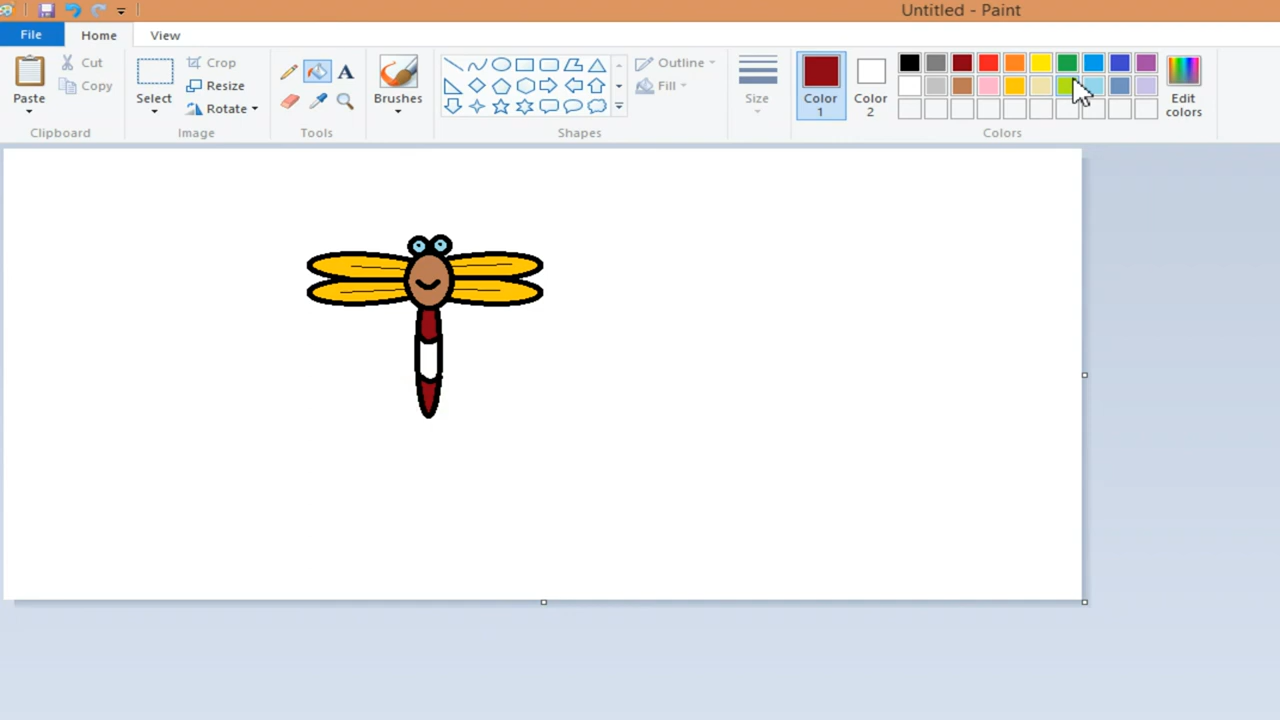 Untitled - Paint
File Home View
Paste
Cut
Copy
Clipboard
Select
Crop
Resize
Rotate
Image
A
Tools
Brushes
Outline
Fill
Shapes
Size
Color 1
Color 2
Edit colors
Colors